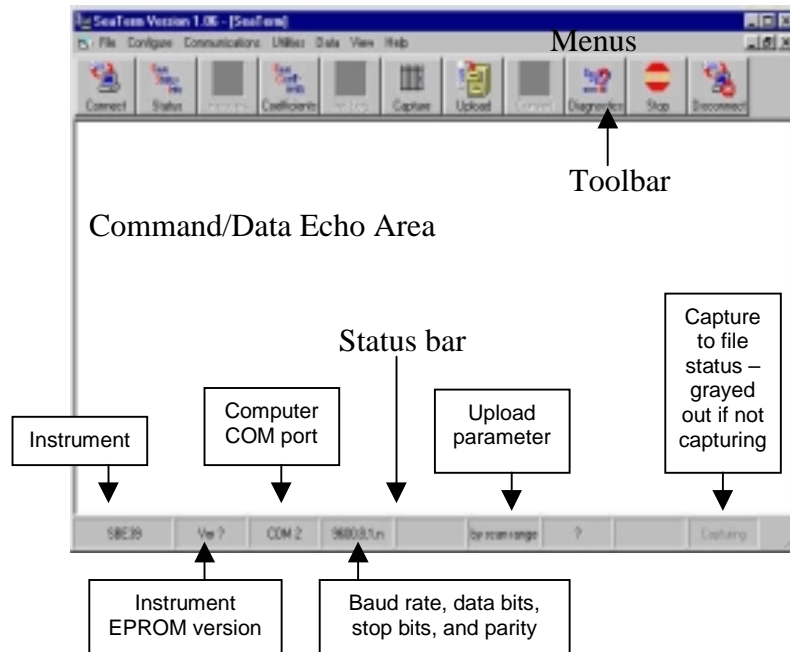 SeaTerm Version 1.06 - [SeaTerm]
File Configure Communications Utilities Data View Help
Menus
Connect Status Coefficients Capture Upload Convert Diagnostics Stop Disconnect
Toolbar
Command/Data Echo Area
Status bar
Capture
to file
status –
grayed
out if not
capturing
Computer
COM port
Upload
parameter
Instrument
SBE39 Ver ? COM 2 9600,8,1,n by scan range ? Capturing
Instrument
EPROM version
Baud rate, data bits,
stop bits, and parity